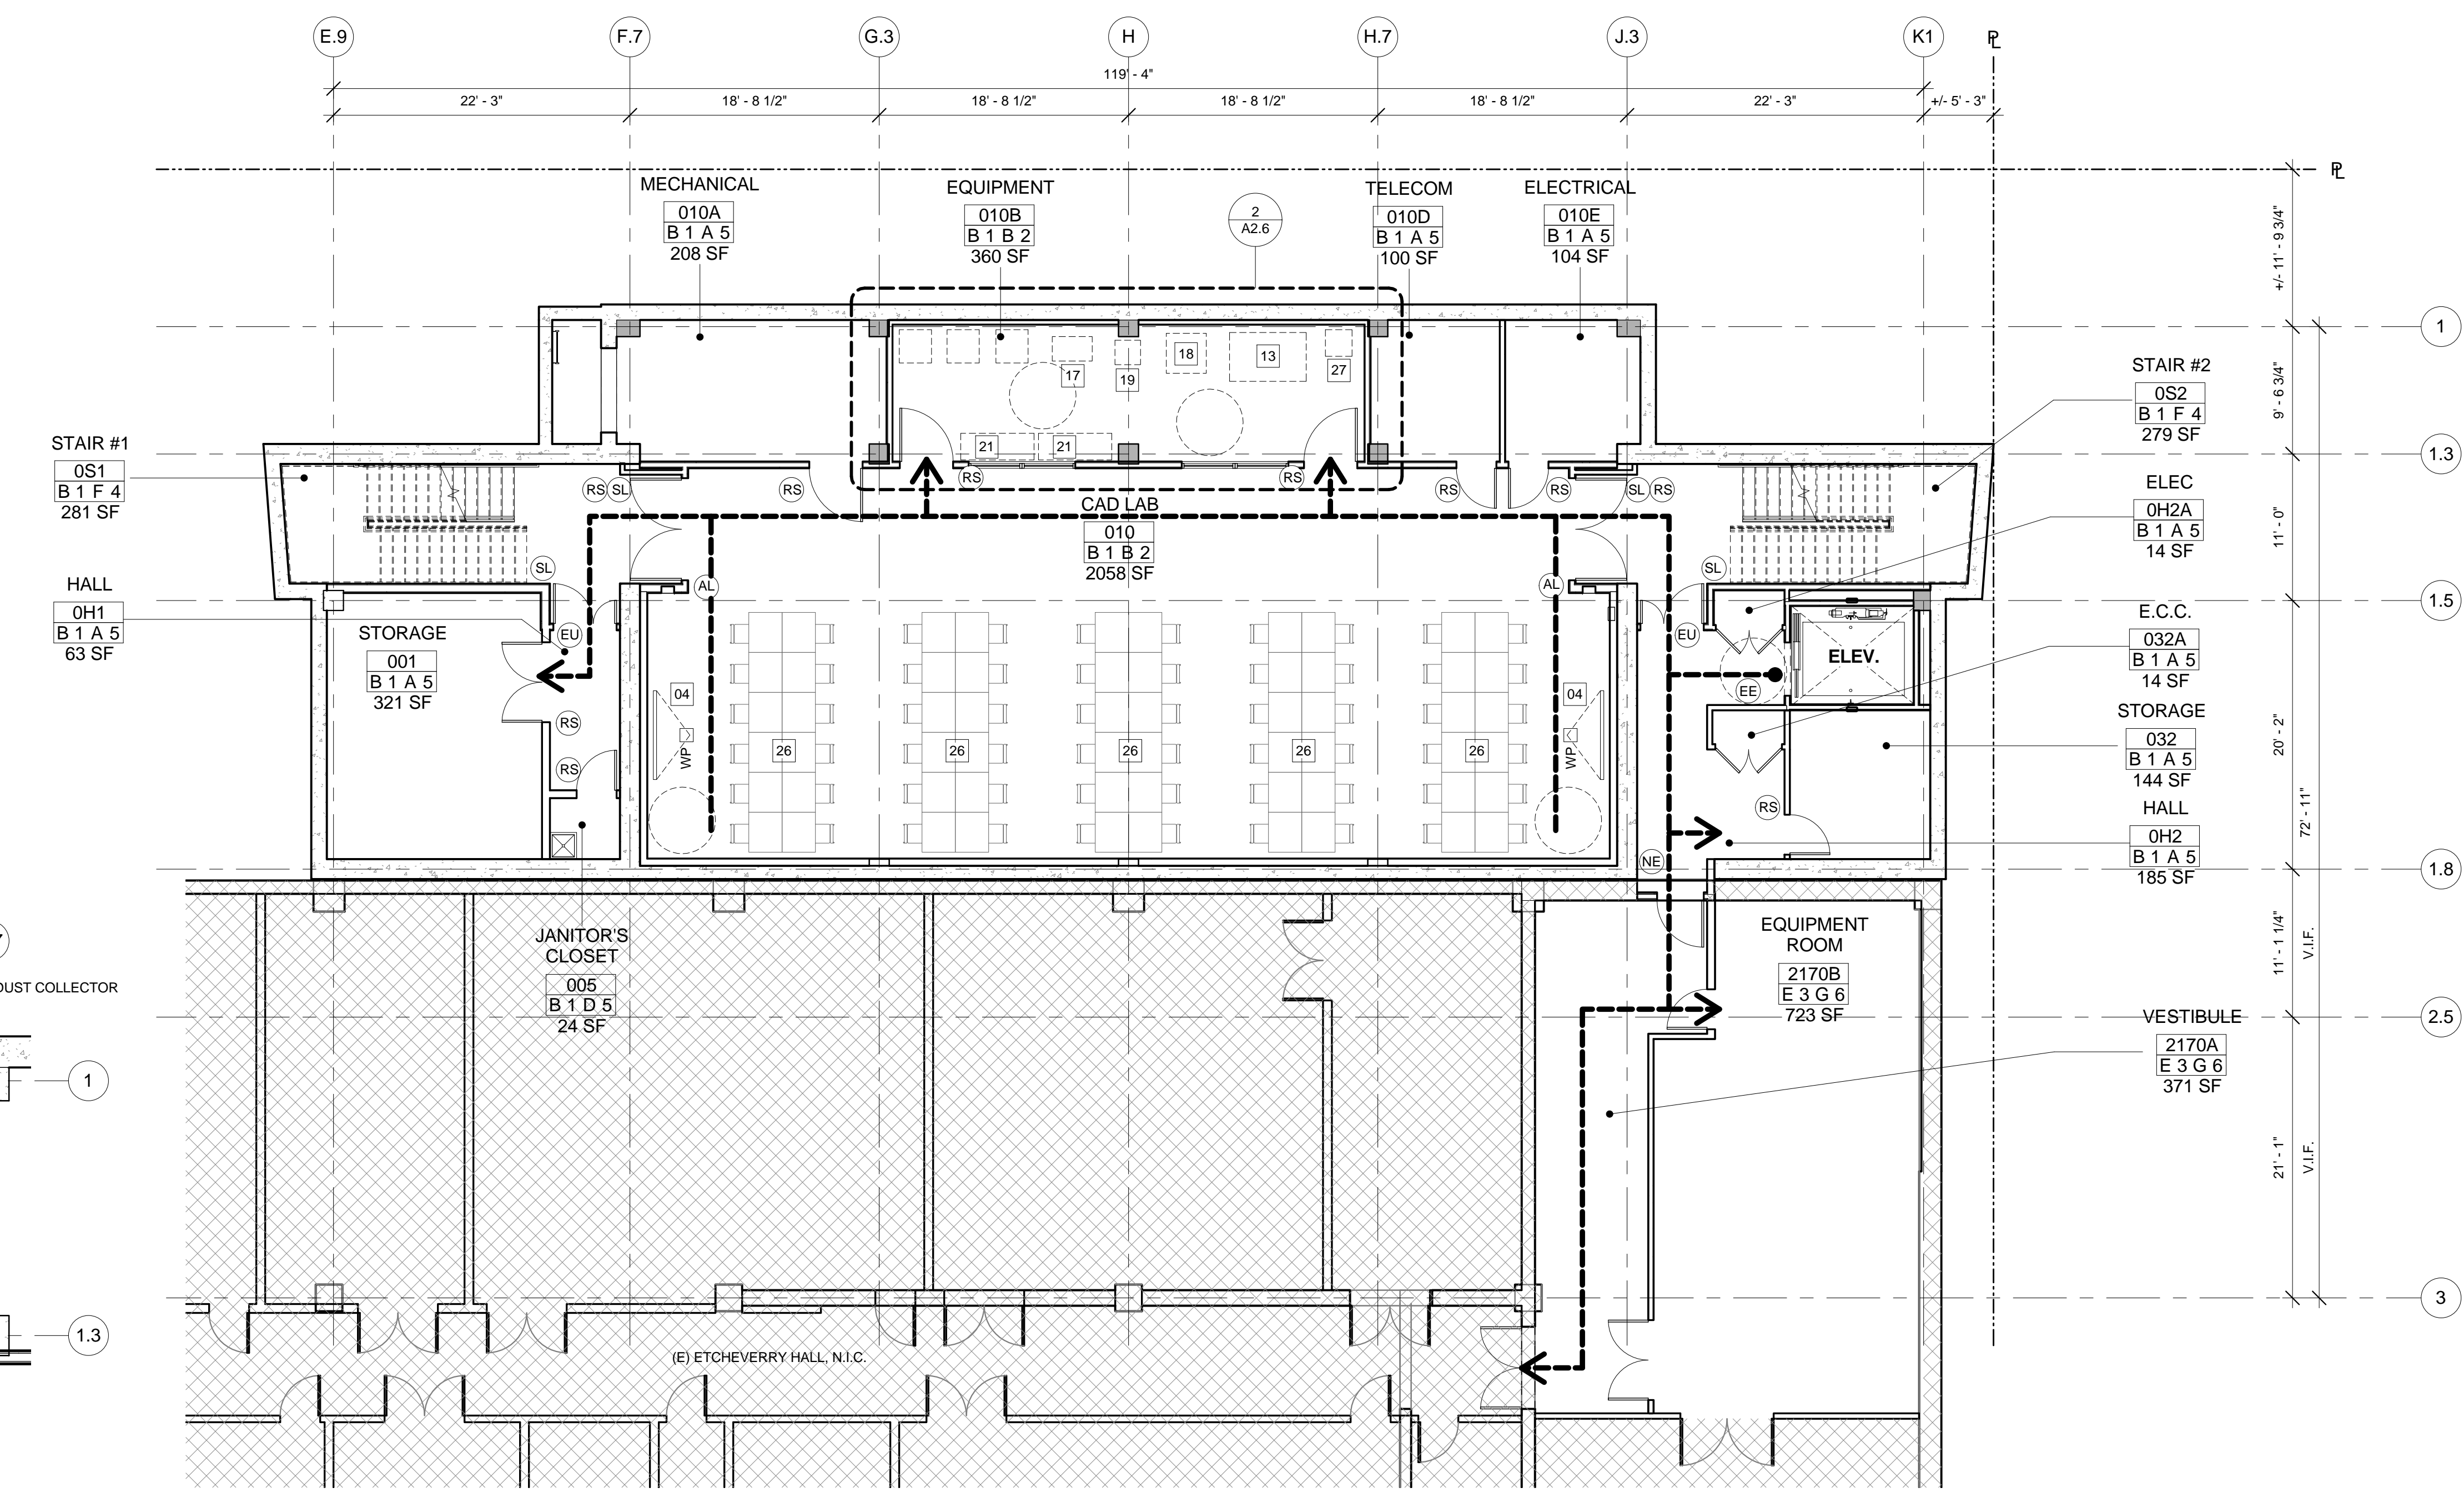 E.9 F.7 G.3 H H.7 J.3 K1 PL
119' - 4"
22' - 3" 18' - 8 1/2" 18' - 8 1/2" 18' - 8 1/2" 18' - 8 1/2" 22' - 3" +/- 5' - 3"
PL
MECHANICAL
010A
B 1 A 5
208 SF
EQUIPMENT
010B
B 1 B 2
360 SF
2
A2.6
TELECOM
010D
B 1 A 5
100 SF
ELECTRICAL
010E
B 1 A 5
104 SF
+/- 11' - 9 3/4"
1
9' - 6 3/4"
1.3
11' - 0"
1.5
20' - 2"
72' - 11"
1.8
11' - 1 1/4"
V.I.F.
2.5
21' - 1"
V.I.F.
3
17 19 18 13 27
21 21
STAIR #1
0S1
B 1 F 4
281 SF
HALL
0H1
B 1 A 5
63 SF
RS SL RS RS RS RS RS SL RS
CAD LAB
010
B 1 B 2
2058 SF
SL AL AL SL
STORAGE
001
B 1 A 5
321 SF
EU
RS
RS
04 04
WP WP
26 26 26 26 26
EU
EE
ELEV.
RS
NE
STAIR #2
0S2
B 1 F 4
279 SF
ELEC
0H2A
B 1 A 5
14 SF
E.C.C.
032A
B 1 A 5
14 SF
STORAGE
032
B 1 A 5
144 SF
HALL
0H2
B 1 A 5
185 SF
JANITOR'S
CLOSET
005
B 1 D 5
24 SF
EQUIPMENT
ROOM
2170B
E 3 G 6
723 SF
VESTIBULE
2170A
E 3 G 6
371 SF
DUST COLLECTOR
1
1.3
(E) ETCHEVERRY HALL, N.I.C.